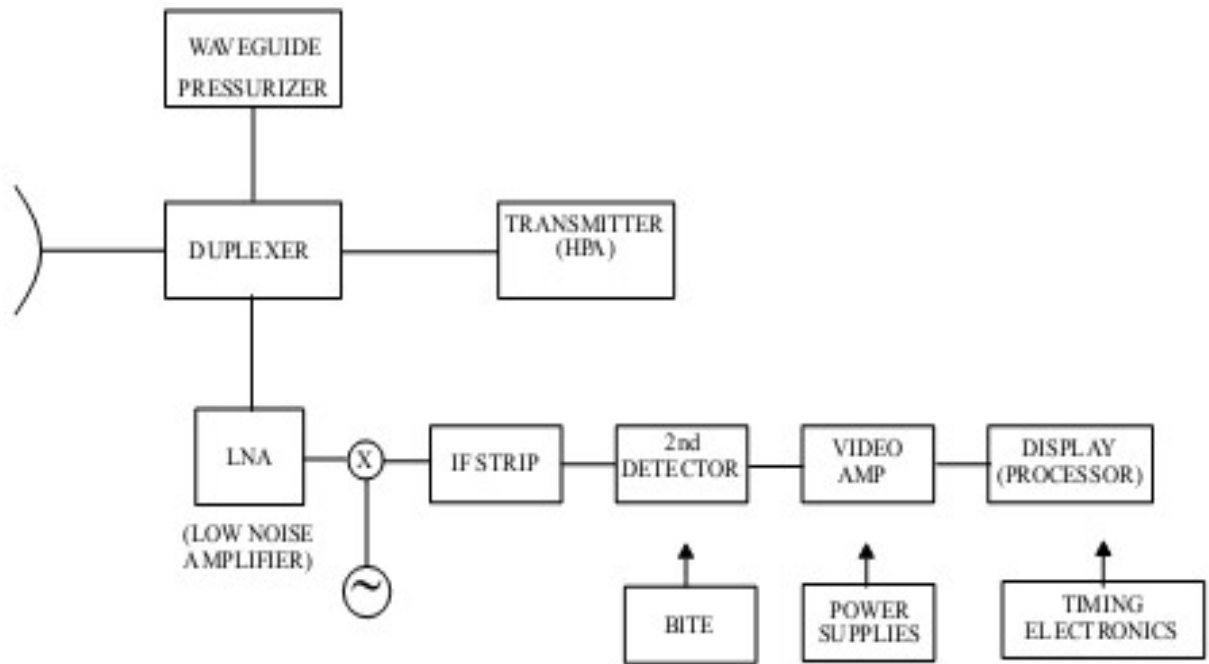 WAVEGUIDE
PRESSURIZER
DUPLEXER
TRANSMITTER
(HPA)
LNA
(LOW NOISE
AMPLIFIER)
X
~
IF STRIP
2nd
DETECTOR
VIDEO
AMP
DISPLAY
(PROCESSOR)
BITE
POWER
SUPPLIES
TIMING
ELECTRONICS